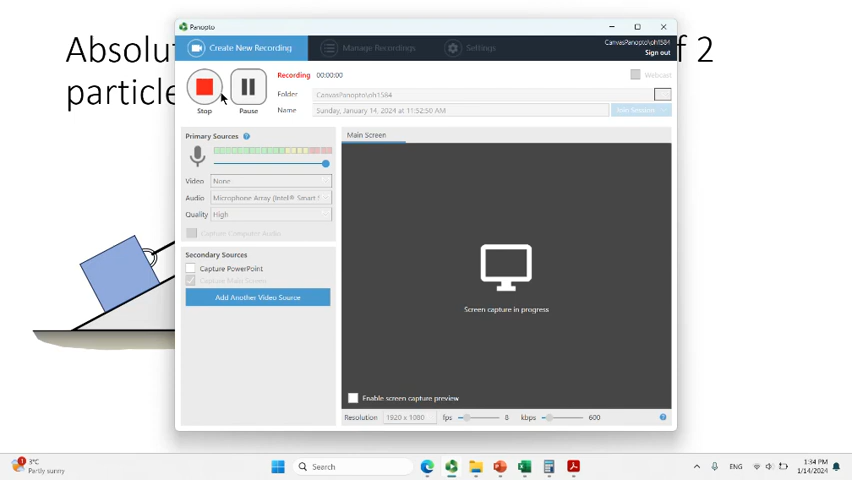 Absolut
f 2
particle
Panopto
Create New Recording
Manage Recordings
Settings
CanvasPanopto\oh1584
Sign out
Recording 00:00:00
Webcast
Folder CanvasPanopto\oh1584
...
Name Sunday, January 14, 2024 at 11:52:50 AM
Join Session
Stop
Pause
Primary Sources ?
Main Screen
Video None
Audio Microphone Array (Intel® Smart S
Quality High
Capture Computer Audio
Secondary Sources
Capture PowerPoint
Capture Main Screen
Add Another Video Source
Screen capture in progress
Enable screen capture preview
Resolution 1920 x 1080 fps 8 kbps 600 ?
1
3°C
Partly sunny
Search
ENG
1:34 PM
1/14/2024